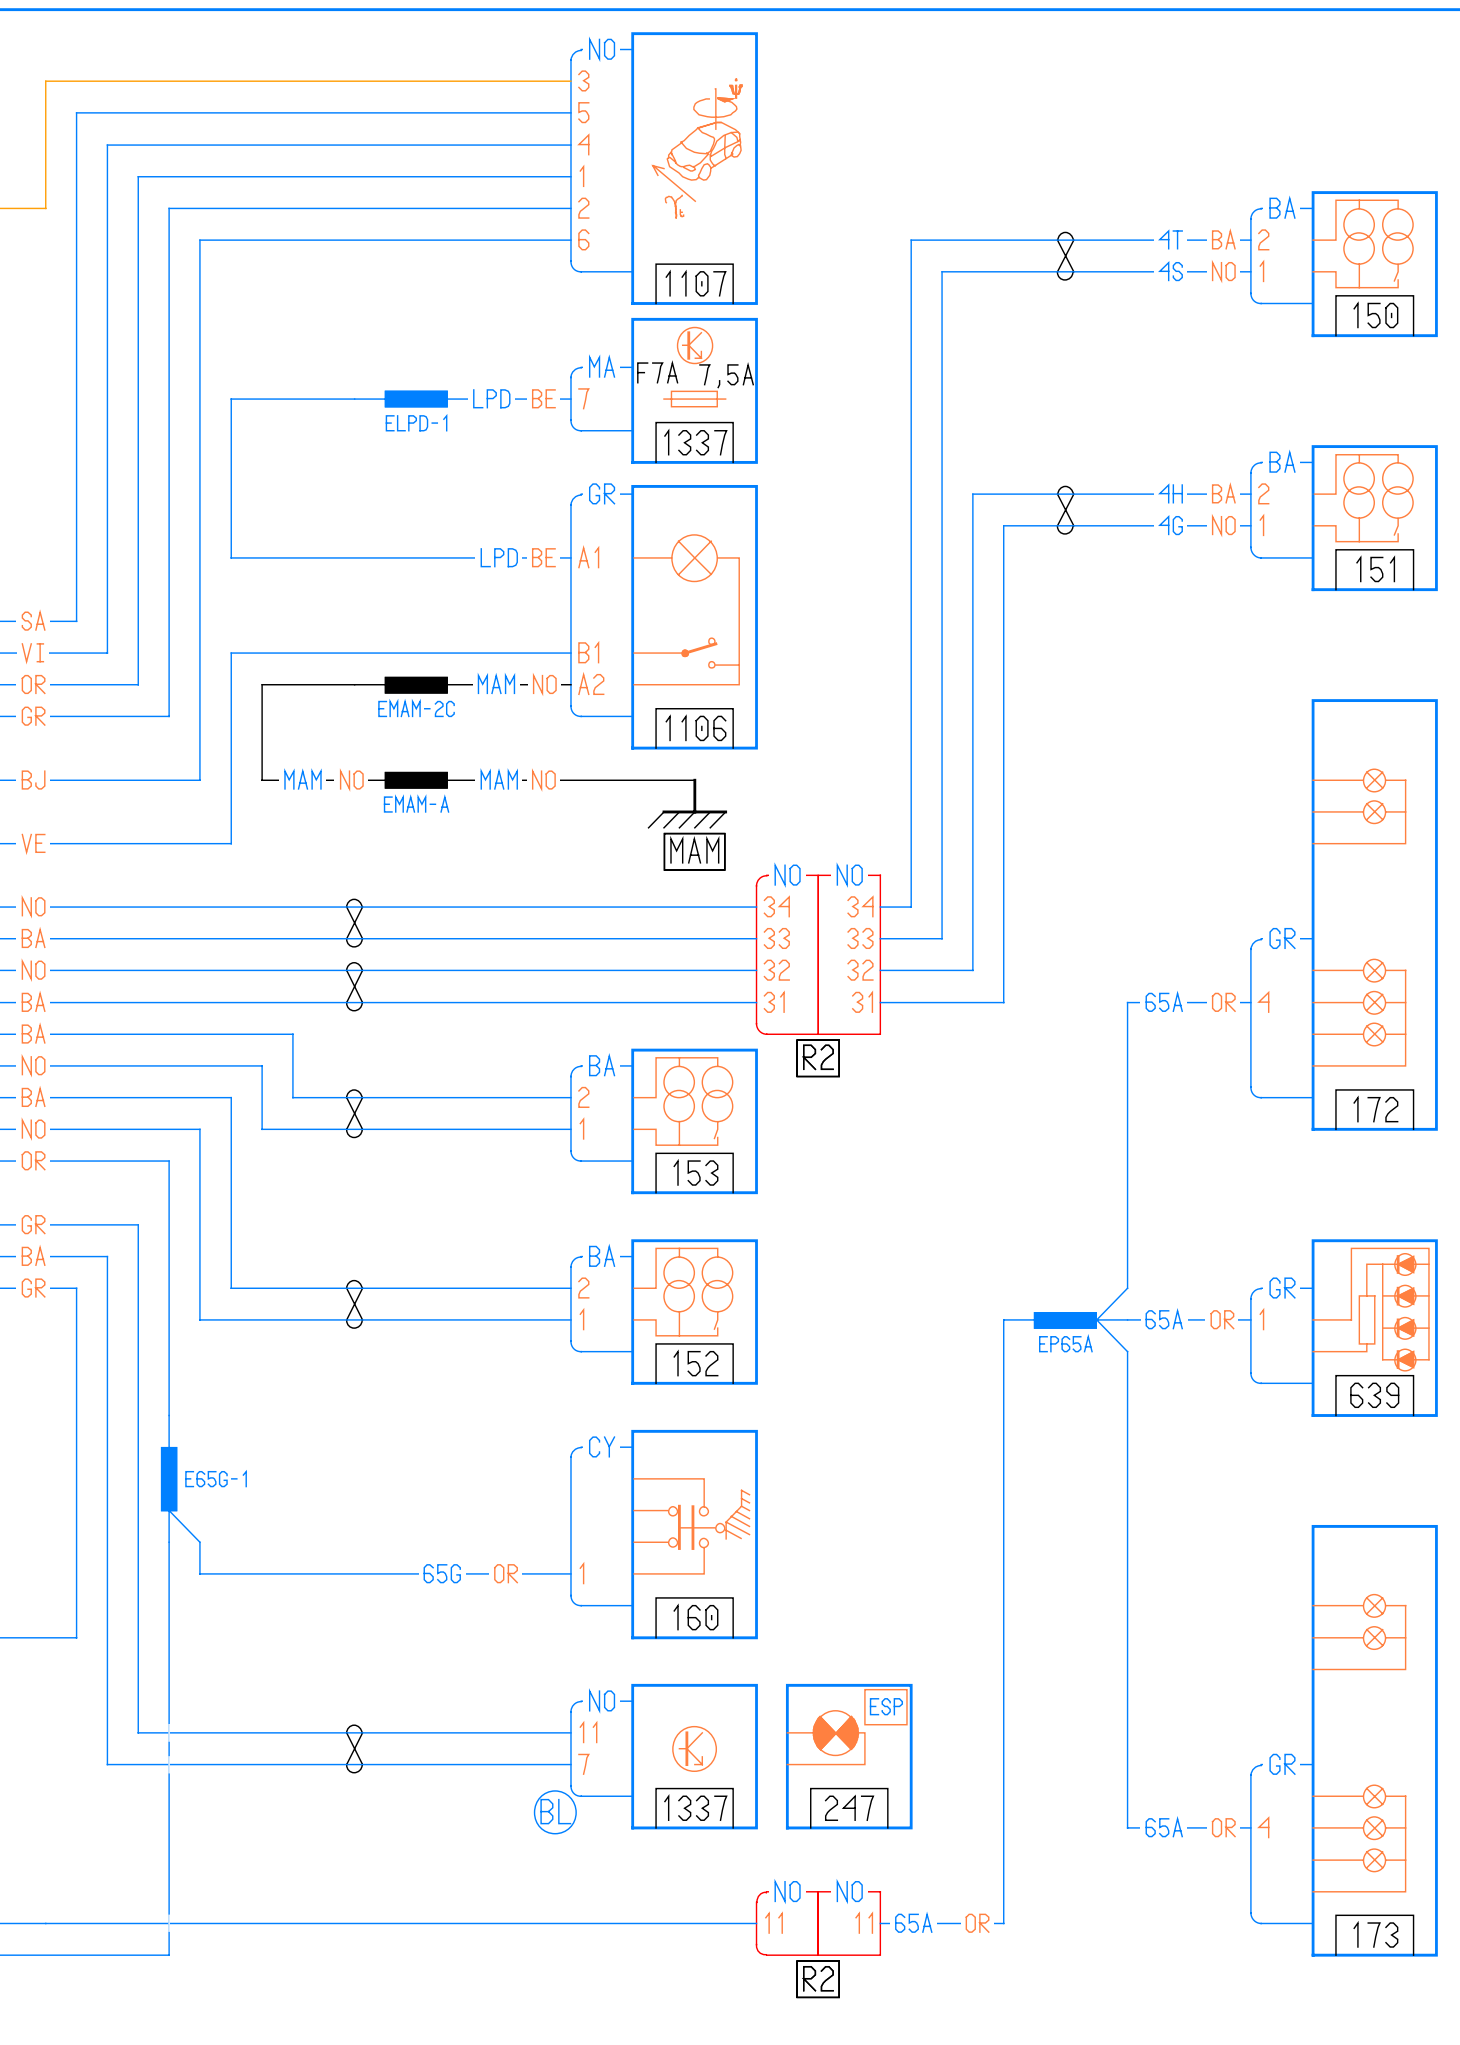 NO
3
5
4
1
2
6
1107
BA
4T BA 2
4S NO 1
150
MA
F7A 7,5A
LPD BE 7
ELPD-1
1337
BA
4H BA 2
4G NO 1
151
GR
LPD BE A1
SA
VI
B1
OR
MAM NO A2
EMAM-2C
GR
1106
BJ
MAM NO
MAM NO
EMAM-A
VE
MAM
NO NO
NO
34 34
BA
33 33
GR
NO
32 32
BA
31 31
65A OR 4
BA
R2
NO
BA
BA
2
NO
1
OR
153
172
GR
BA
BA
GR
2
GR
1
65A OR 1
EP65A
152
639
CY
E65G-1
65G OR 1
160
NO
ESP
11
7
GR
BL
1337
247
65A OR 4
NO NO
11 11 65A OR
173
R2